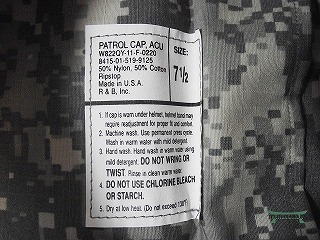 PATROL CAP, ACU
W822QY-11-F-0220
8415-01-519-9125
50% Nylon, 50% Cotton
Ripstop
Made in U.S.A.
R & B, Inc.
SIZE:
7 1/2
1. If cap is worn under helmet, helmet band may
require readjustment for proper fit and comfort.
2. Machine wash. Use permanent press cycle.
Wash in warm water with mild detergent.
3. Hand wash. Hand wash in warm water using
mild detergent. DO NOT WRING OR
TWIST. Rinse in clean warm water.
4. DO NOT USE CHLORINE BLEACH
OR STARCH.
5. Dry at low heat. (Do not exceed 130°)